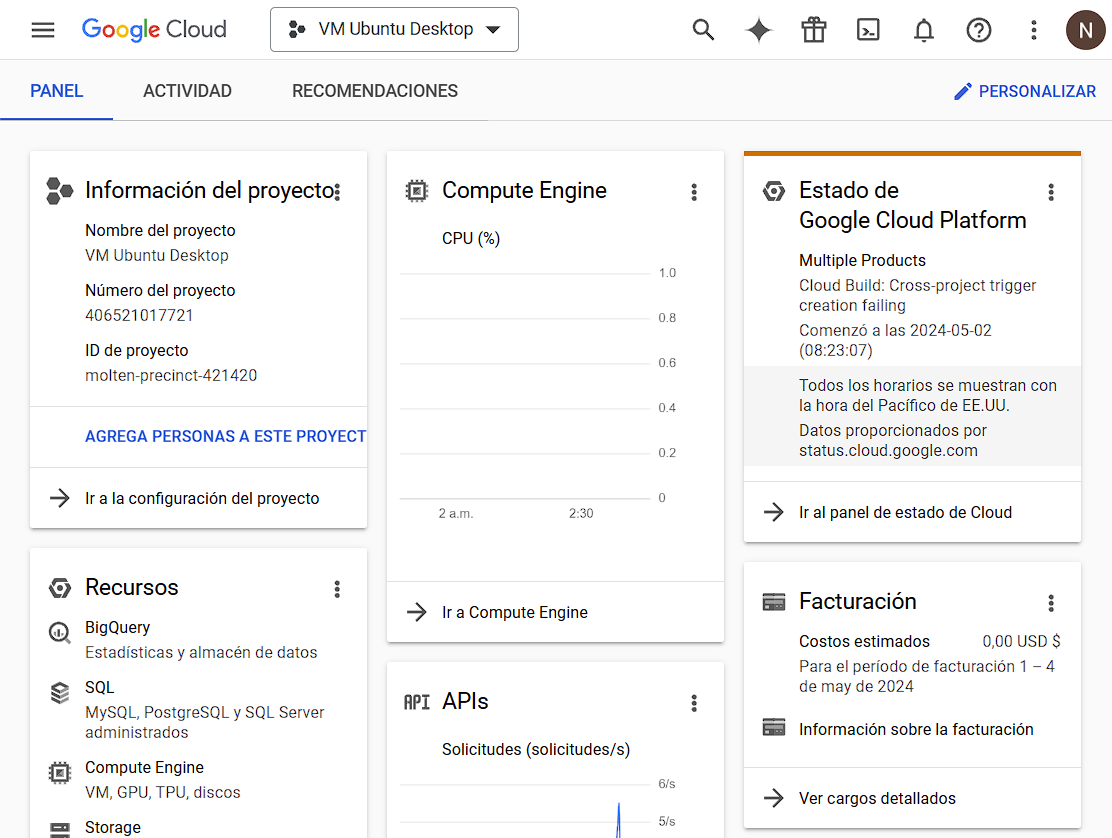 Google Cloud
VM Ubuntu Desktop
N
PANEL
ACTIVIDAD
RECOMENDACIONES
PERSONALIZAR
Información del proyecto
Nombre del proyecto
VM Ubuntu Desktop
Número del proyecto
406521017721
ID de proyecto
molten-precinct-421420
AGREGA PERSONAS A ESTE PROYECT
Ir a la configuración del proyecto
Recursos
BigQuery
Estadísticas y almacén de datos
SQL
MySQL, PostgreSQL y SQL Server
administrados
Compute Engine
VM, GPU, TPU, discos
Storage
Compute Engine
CPU (%)
1.0
0.8
0.6
0.4
0.2
0
2 a.m.
2:30
Ir a Compute Engine
API
APIs
Solicitudes (solicitudes/s)
6/s
5/s
Estado de
Google Cloud Platform
Multiple Products
Cloud Build: Cross-project trigger
creation failing
Comenzó a las 2024-05-02
(08:23:07)
Todos los horarios se muestran con
la hora del Pacífico de EE.UU.
Datos proporcionados por
status.cloud.google.com
Ir al panel de estado de Cloud
Facturación
Costos estimados
0,00 USD $
Para el período de facturación 1 – 4
de may de 2024
Información sobre la facturación
Ver cargos detallados